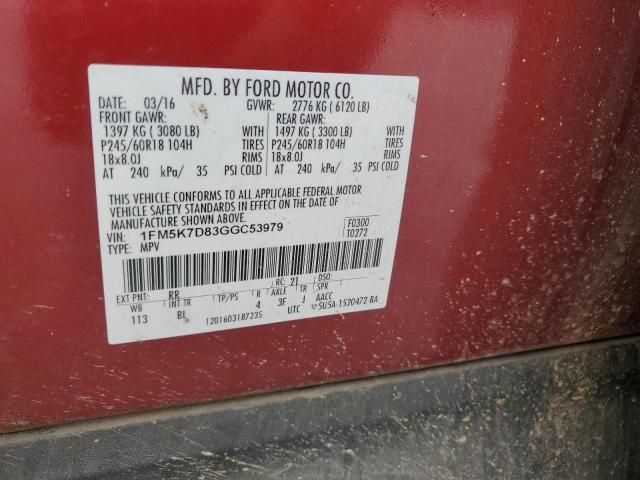 MFD. BY FORD MOTOR CO.
DATE: 03/16 GVWR: 2776 KG ( 6120 LB)
FRONT GAWR: REAR GAWR:
1397 KG ( 3080 LB) WITH 1497 KG ( 3300 LB) WITH
P245/60R18 104H TIRES P245/60R18 104H TIRES
18x8.0J RIMS 18x8.0J RIMS
AT 240 kPa/ 35 PSI COLD AT 240 kPa/ 35 PSI COLD
THIS VEHICLE CONFORMS TO ALL APPLICABLE FEDERAL MOTOR
VEHICLE SAFETY STANDARDS IN EFFECT ON THE DATE OF
MANUFACTURE SHOWN ABOVE.
VIN: 1FM5K7D83GGC53979 F0300
TYPE: MPV T0272
EXT PNT: RR RC: 21 DSO:
WB INT TR TP/PS R AXLE TR SPR AACC
113 BL 4 3F J
1201603187235 UTC 5U5A-1520472-BA